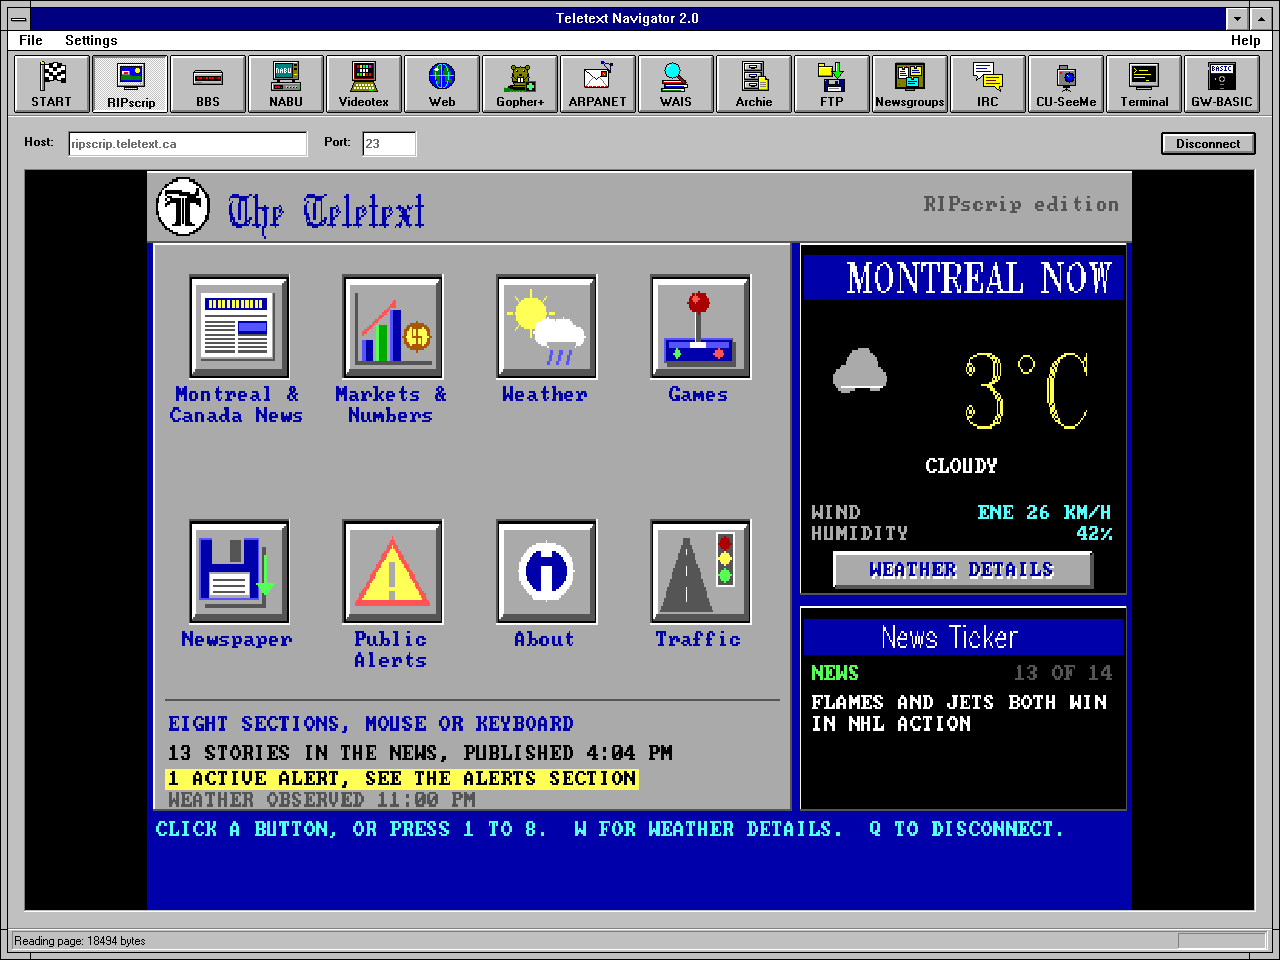 Teletext Navigator 2.0
File Settings Help
START RIPscrip BBS NABU Videotex Web Gopher+ ARPANET WAIS Archie FTP Newsgroups IRC CU-SeeMe Terminal GW-BASIC
NABU
BASIC
Host: ripscrip.teletext.ca Port: 23 Disconnect
T The Teletext RIPscrip edition
MONTREAL NOW
Montreal &
Canada News
Markets &
Numbers
Weather
Games
3°C
CLOUDY
WIND ENE 26 KM/H
HUMIDITY 42%
WEATHER DETAILS
Newspaper
Public
Alerts
About
Traffic
News Ticker
NEWS 13 OF 14
FLAMES AND JETS BOTH WIN
IN NHL ACTION
EIGHT SECTIONS, MOUSE OR KEYBOARD
13 STORIES IN THE NEWS, PUBLISHED 4:04 PM
1 ACTIVE ALERT, SEE THE ALERTS SECTION
WEATHER OBSERVED 11:00 PM
CLICK A BUTTON, OR PRESS 1 TO 8. W FOR WEATHER DETAILS. Q TO DISCONNECT.
Reading page: 18494 bytes